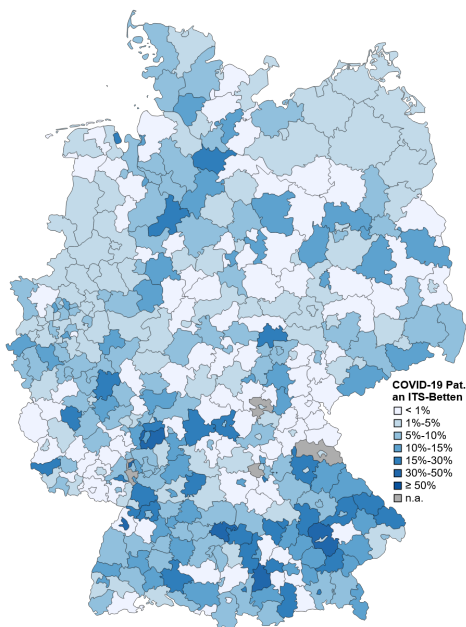 COVID-19 Pat.
an ITS-Betten
< 1%
1%-5%
5%-10%
10%-15%
15%-30%
30%-50%
≥ 50%
n.a.